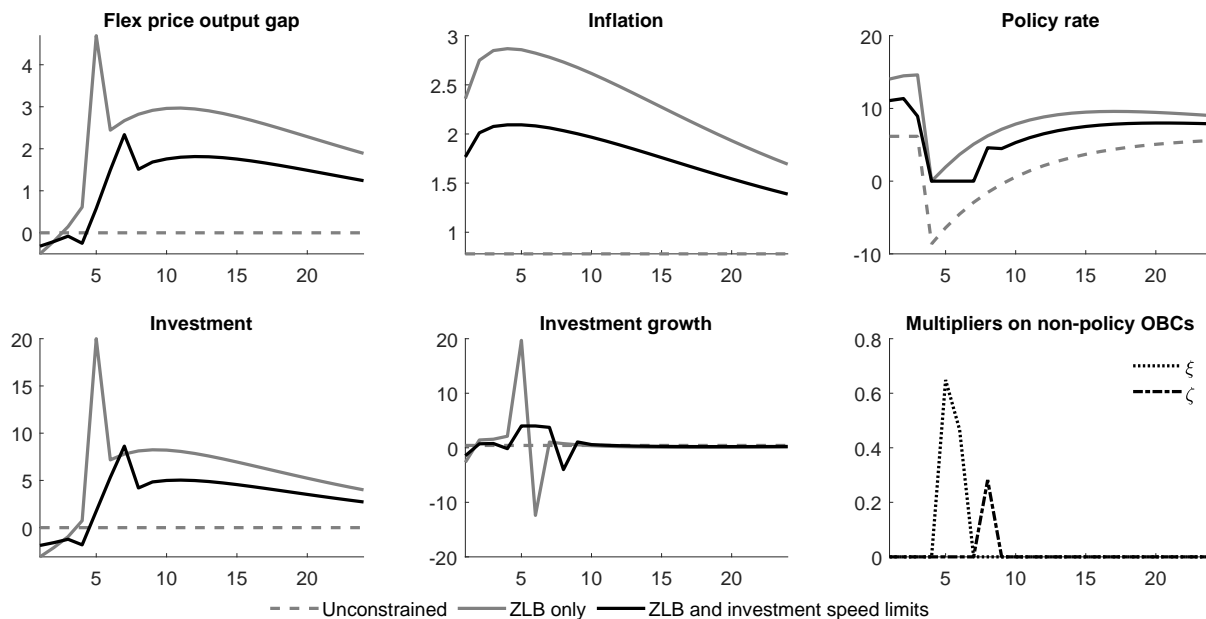 Flex price output gap
4
3
2
1
0
5 10 15 20
Inflation
3
2.5
2
1.5
1
5 10 15 20
Policy rate
20
10
0
-10
5 10 15 20
Investment
20
15
10
5
0
5 10 15 20
Investment growth
20
10
0
-10
-20
5 10 15 20
Multipliers on non-policy OBCs
0.8
0.6
0.4
0.2
0
5 10 15 20
ξ
ζ
Unconstrained ZLB only ZLB and investment speed limits